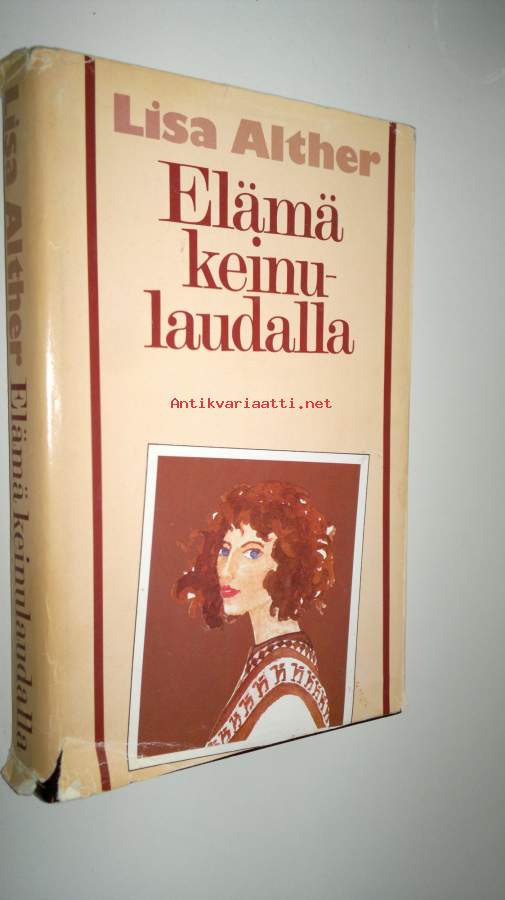 Lisa Alther
Elämä
keinu-
laudalla
Antikvariaatti.net
Lisa Alther Elämä keinulaudalla